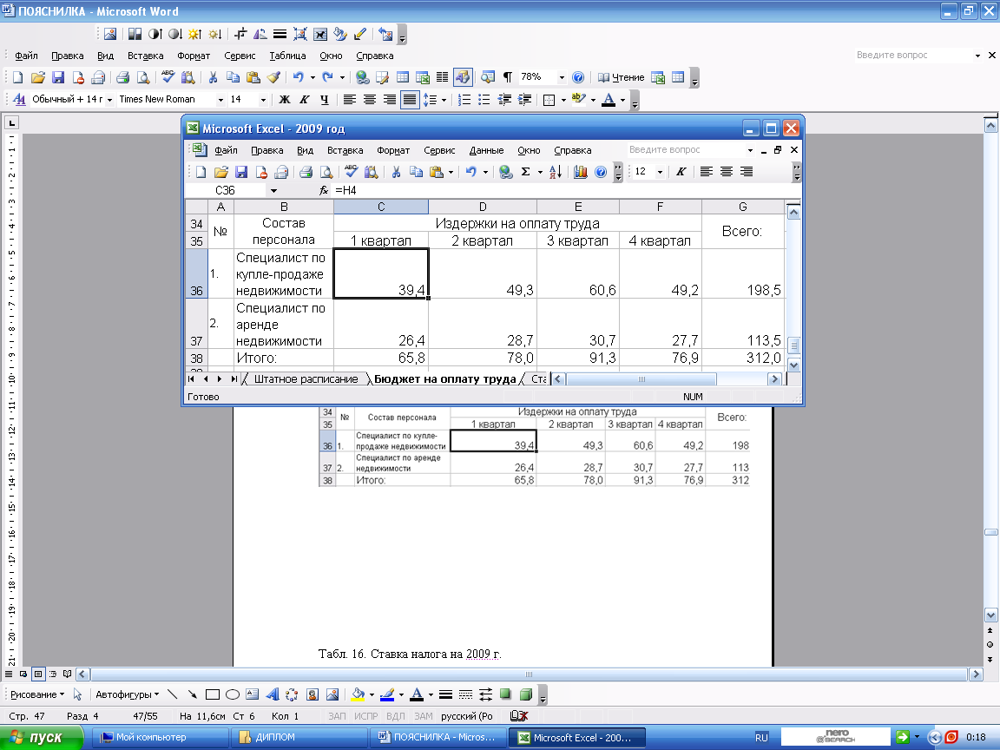 ПОЯСНИЛКА - Microsoft Word
Файл Правка Вид Вставка Формат Сервис Таблица Окно Справка Введите вопрос
78% Чтение
Обычный + 14 г Times New Roman 14 Ж К Ч
Microsoft Excel - 2009 год
Файл Правка Вид Вставка Формат Сервис Данные Окно Справка Введите вопрос
12 К
C36 fx =H4
A B C D E F G
34 № Состав персонала Издержки на оплату труда Всего:
35 1 квартал 2 квартал 3 квартал 4 квартал
36 1. Специалист по купле-продаже недвижимости 39,4 49,3 60,6 49,2 198,5
37 2. Специалист по аренде недвижимости 26,4 28,7 30,7 27,7 113,5
38 Итого: 65,8 78,0 91,3 76,9 312,0
Штатное расписание Бюджет на оплату труда Ста
Готово NUM
34 № Состав персонала Издержки на оплату труда Всего:
35 1 квартал 2 квартал 3 квартал 4 квартал
36 1. Специалист по купле-продаже недвижимости 39,4 49,3 60,6 49,2 198
37 2. Специалист по аренде недвижимости 26,4 28,7 30,7 27,7 113
38 Итого: 65,8 78,0 91,3 76,9 312
Табл. 16. Ставка налога на 2009 г.
Рисование Автофигуры
Стр. 47 Разд 4 47/55 На 11,6см Ст 6 Кол 1 ЗАП ИСПР ВДЛ ЗАМ русский (Ро
пуск Мой компьютер ДИПЛОМ ПОЯСНИЛКА - Micros... Microsoft Excel - 200... RU nero SEARCH 0:18